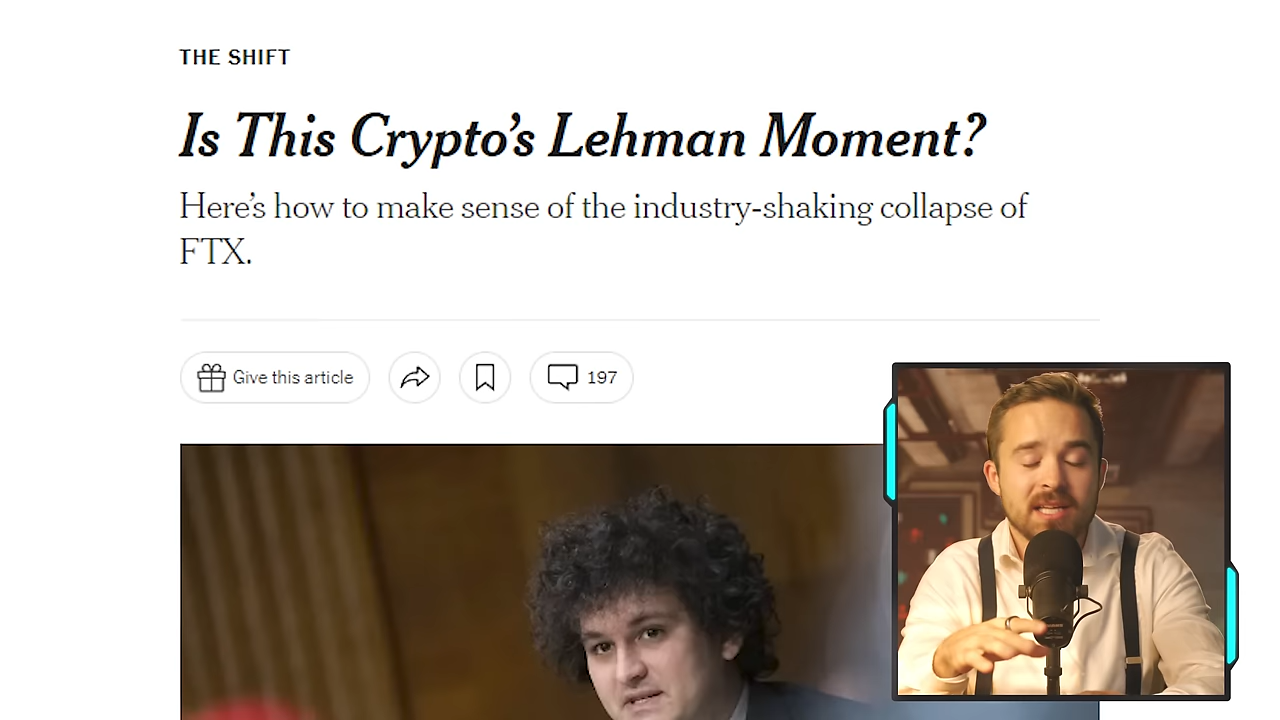 THE SHIFT
Is This Crypto’s Lehman Moment?
Here’s how to make sense of the industry-shaking collapse of
FTX.
Give this article
197